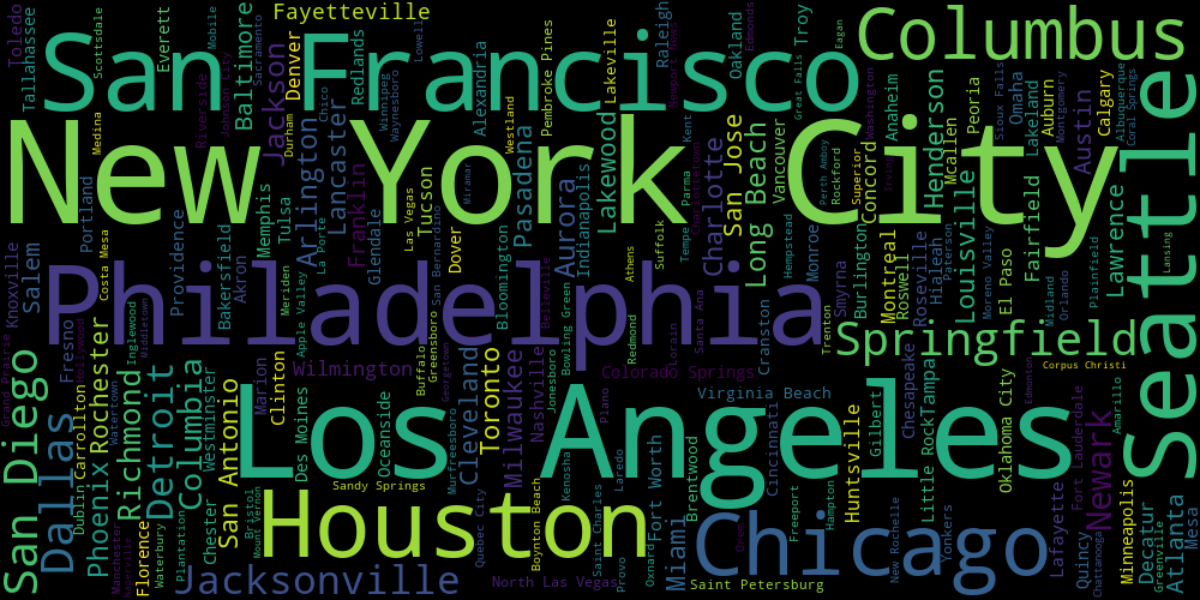 New York City
San Francisco
Los Angeles
Philadelphia
Seattle
Houston
Chicago
Columbus
Springfield
Jacksonville
San Diego
Dallas
Fayetteville
Toledo
Tallahassee
Scottsdale
Everett
Mobile
Baltimore
Sacramento
Jackson
Denver
Redlands
Lowell
Alexandria
Pembroke Pines
Lakeville
Raleigh
Newport News
Oakland
Edmonds
Troy
Great Falls
Eagan
Medina
Riverside
Johnson City
Durham
Chico
Winnipeg
Waynesboro
Westland
Lakewood
Kent
Washington
Anaheim
Peoria
Sioux Falls
Omaha
Lakeland
Auburn
Montgomery
Austin
Calgary
Albuquerque
Coral Springs
Arlington
Lancaster
Pasadena
Aurora
Indianapolis
Parma
Charlotte
San Jose
Long Beach
Vancouver
Perth Amboy
Rockford
Superior
Burlington
Concord
Irving
Henderson
Mcallen
Louisville
Fairfield
Lawrence
Knoxville
Salem
Portland
Costa Mesa
Providence
Bakersfield
Akron
Memphis
Tulsa
Meriden
Apple Valley
La Porte
Franklin
Glendale
Las Vegas
Tucson
San Bernardino
Dover
Miramar
Bloomington
Belleville
Bowling Green
Athens
Suffolk
Tempe
Charlestown
Santa Ana
Hempstead
Monroe
Smyrna
Montreal
Roswell
Roseville
Hialeah
Paterson
Moreno Valley
El Paso
Midland
Orlando
Plainfield
Lansing
Grand Prairie
Fresno
Hollywood
Rochester
Inglewood
Middletown
Watertown
Carrollton
Dublin
Phoenix
Richmond
Detroit
Columbia
Westminster
San Antonio
Marion
Clinton
Wilmington
Des Moines
Oceanside
Buffalo
Greensboro
Georgetown
Murfreesboro
Cleveland
Toronto
Milwaukee
Nashville
Jonesboro
Redmond
Lorain
Colorado Springs
Plano
Cranston
Trenton
Virginia Beach
Corpus Christi
Sandy Springs
Quebec City
Boynton Beach
Kenosha
Saint Charles
Laredo
Provo
Oxnard
Fort Worth
Miami
Brentwood
Cincinnati
Freeport
Hampton
Orem
Huntsville
Gilbert
Chesapeake
Little Rock
Tampa
New Rochelle
Yonkers
Oklahoma City
Edmonton
Lafayette
Fort Lauderdale
Newark
Amarillo
Quincy
Chattanooga
Minneapolis
Decatur
Greenville
Atlanta
Mesa
Manchester
Naperville
Florence
Waterbury
Plantation
Chester
Bristol
Mount Vernon
North Las Vegas
Saint Petersburg